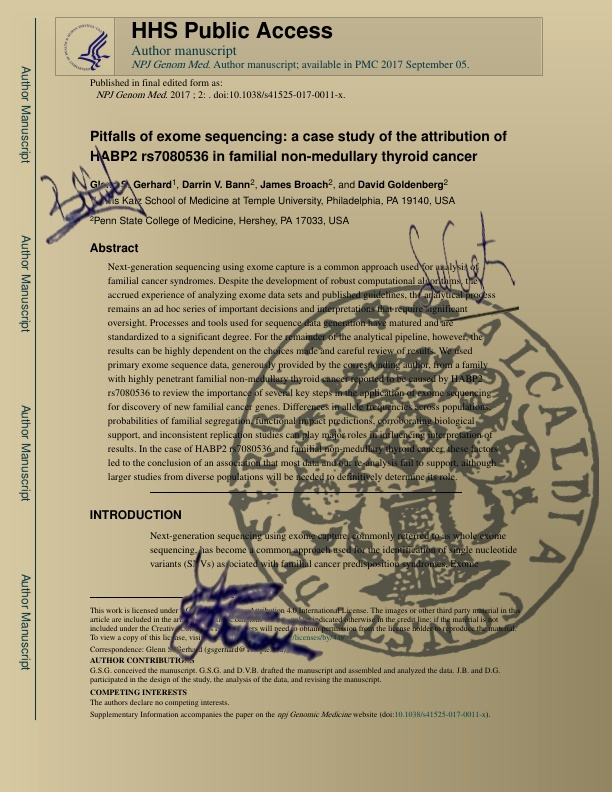 HHS Public Access
Author manuscript
NPJ Genom Med. Author manuscript; available in PMC 2017 September 05.
Published in final edited form as:
NPJ Genom Med. 2017 ; 2: . doi:10.1038/s41525-017-0011-x.
Pitfalls of exome sequencing: a case study of the attribution of
HABP2 rs7080536 in familial non-medullary thyroid cancer
Gerhard1, Darrin V. Bann2, James Broach2, and David Goldenberg2
Katz School of Medicine at Temple University, Philadelphia, PA 19140, USA
2Penn State College of Medicine, Hershey, PA 17033, USA
Abstract
Next-generation sequencing using exome capture is a common approach used for analysis of
familial cancer syndromes. Despite the development of robust computational algorithms, the
accrued experience of analyzing exome data sets and published guidelines, the analytical process
remains an ad hoc series of important decisions and interpretations that require significant
oversight. Processes and tools used for sequence data generation have matured and are
standardized to a significant degree. For the remainder of the analytical pipeline, however, the
results can be highly dependent on the choices made and careful review of results. We used
primary exome sequence data, generously provided by the corresponding author, from a family
with highly penetrant familial non-medullary thyroid cancer reported to be caused by HABP2
rs7080536 to review the importance of several key steps in the application of exome sequencing
for discovery of new familial cancer genes. Differences in allele frequencies across populations,
probabilities of familial segregation, functional impact predictions, corroborating biological
support, and inconsistent replication studies can play major roles in influencing interpretation of
results. In the case of HABP2 rs7080536 and familial non-medullary thyroid cancer, these factors
led to the conclusion of an association that most data and our re-analysis fail to support, although
larger studies from diverse populations will be needed to definitively determine its role.
INTRODUCTION
Next-generation sequencing using exome capture, commonly referred to as whole exome
sequencing, has become a common approach used for the identification of single nucleotide
variants (SNVs) associated with familial cancer predisposition syndromes. Exome
This work is licensed under Attribution 4.0 International License. The images or other third party material in this
article are included in the indicated otherwise in the credit line; if the material is not
included under the Creative will need to obtain permission from the license holder to reproduce the material.
To view a copy of this license, visit /licenses/by/4.0/
Correspondence: Glenn S. Gerhard (gsgerhard@
AUTHOR CONTRIBUTIONS
G.S.G. conceived the manuscript. G.S.G. and D.V.B. drafted the manuscript and assembled and analyzed the data. J.B. and D.G.
participated in the design of the study, the analysis of the data, and revising the manuscript.
COMPETING INTERESTS
The authors declare no competing interests.
Supplementary Information accompanies the paper on the npj Genomic Medicine website (doi:10.1038/s41525-017-0011-x).
Author Manuscript
Author Manuscript
Author Manuscript
Author Manuscript
ALCALDIA